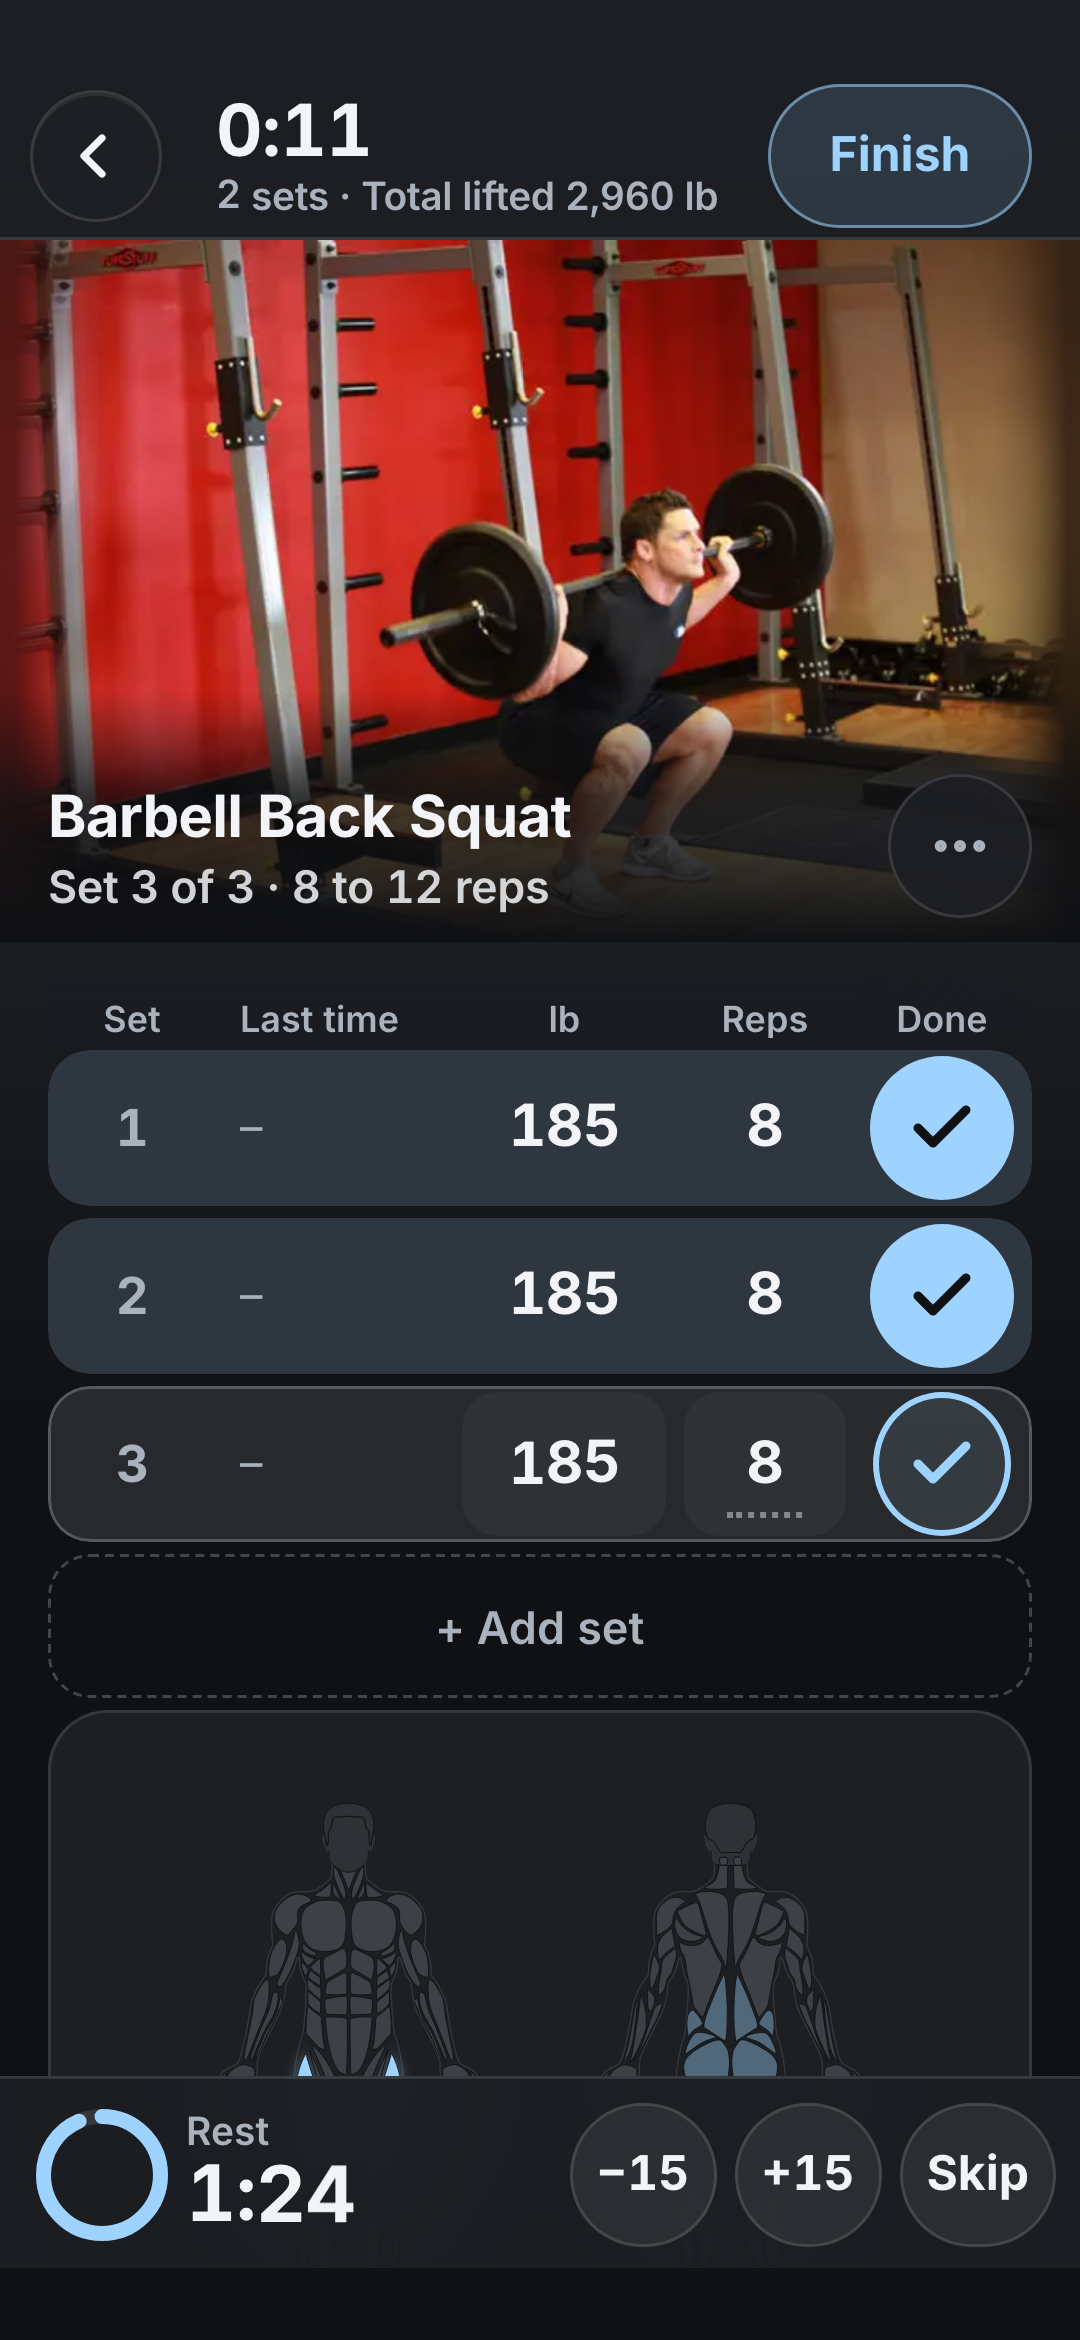 0:11
2 sets · Total lifted 2,960 lb
Finish
TUFFSTUFF
Barbell Back Squat
Set 3 of 3 · 8 to 12 reps
Set Last time lb Reps Done
1 – 185 8
2 – 185 8
3 – 185 8
+ Add set
Rest
1:24
−15 +15 Skip